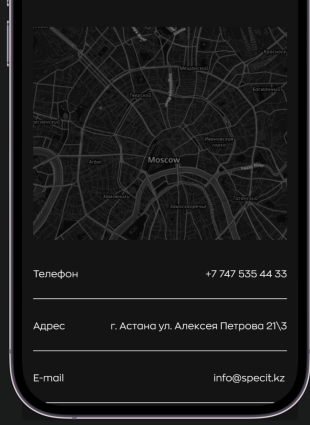 Moscow
Телефон
+7 747 535 44 33
Адрес
г. Астана ул. Алексея Петрова 21\3
E-mail
info@specit.kz